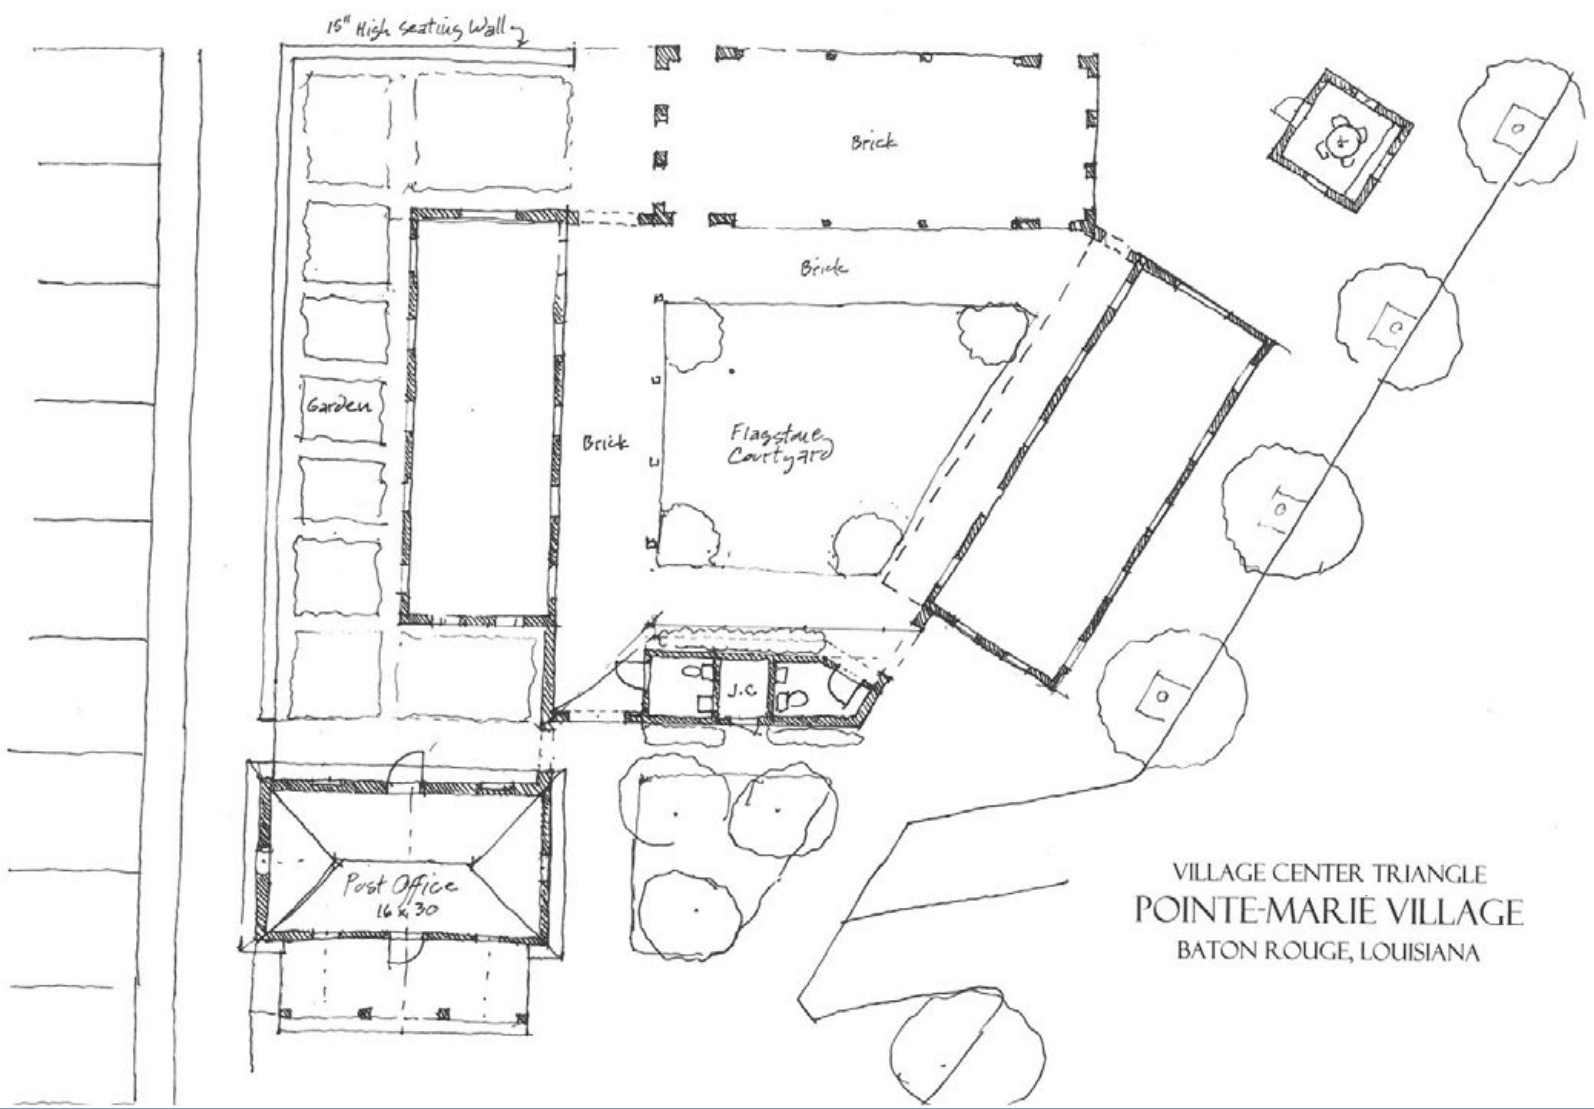 15" High Seating Wall
Brick
Brick
Garden
Brick
Flagstone
Courtyard
J.C.
Post Office
16 x 30
VILLAGE CENTER TRIANGLE
POINTE-MARIE VILLAGE
BATON ROUGE, LOUISIANA